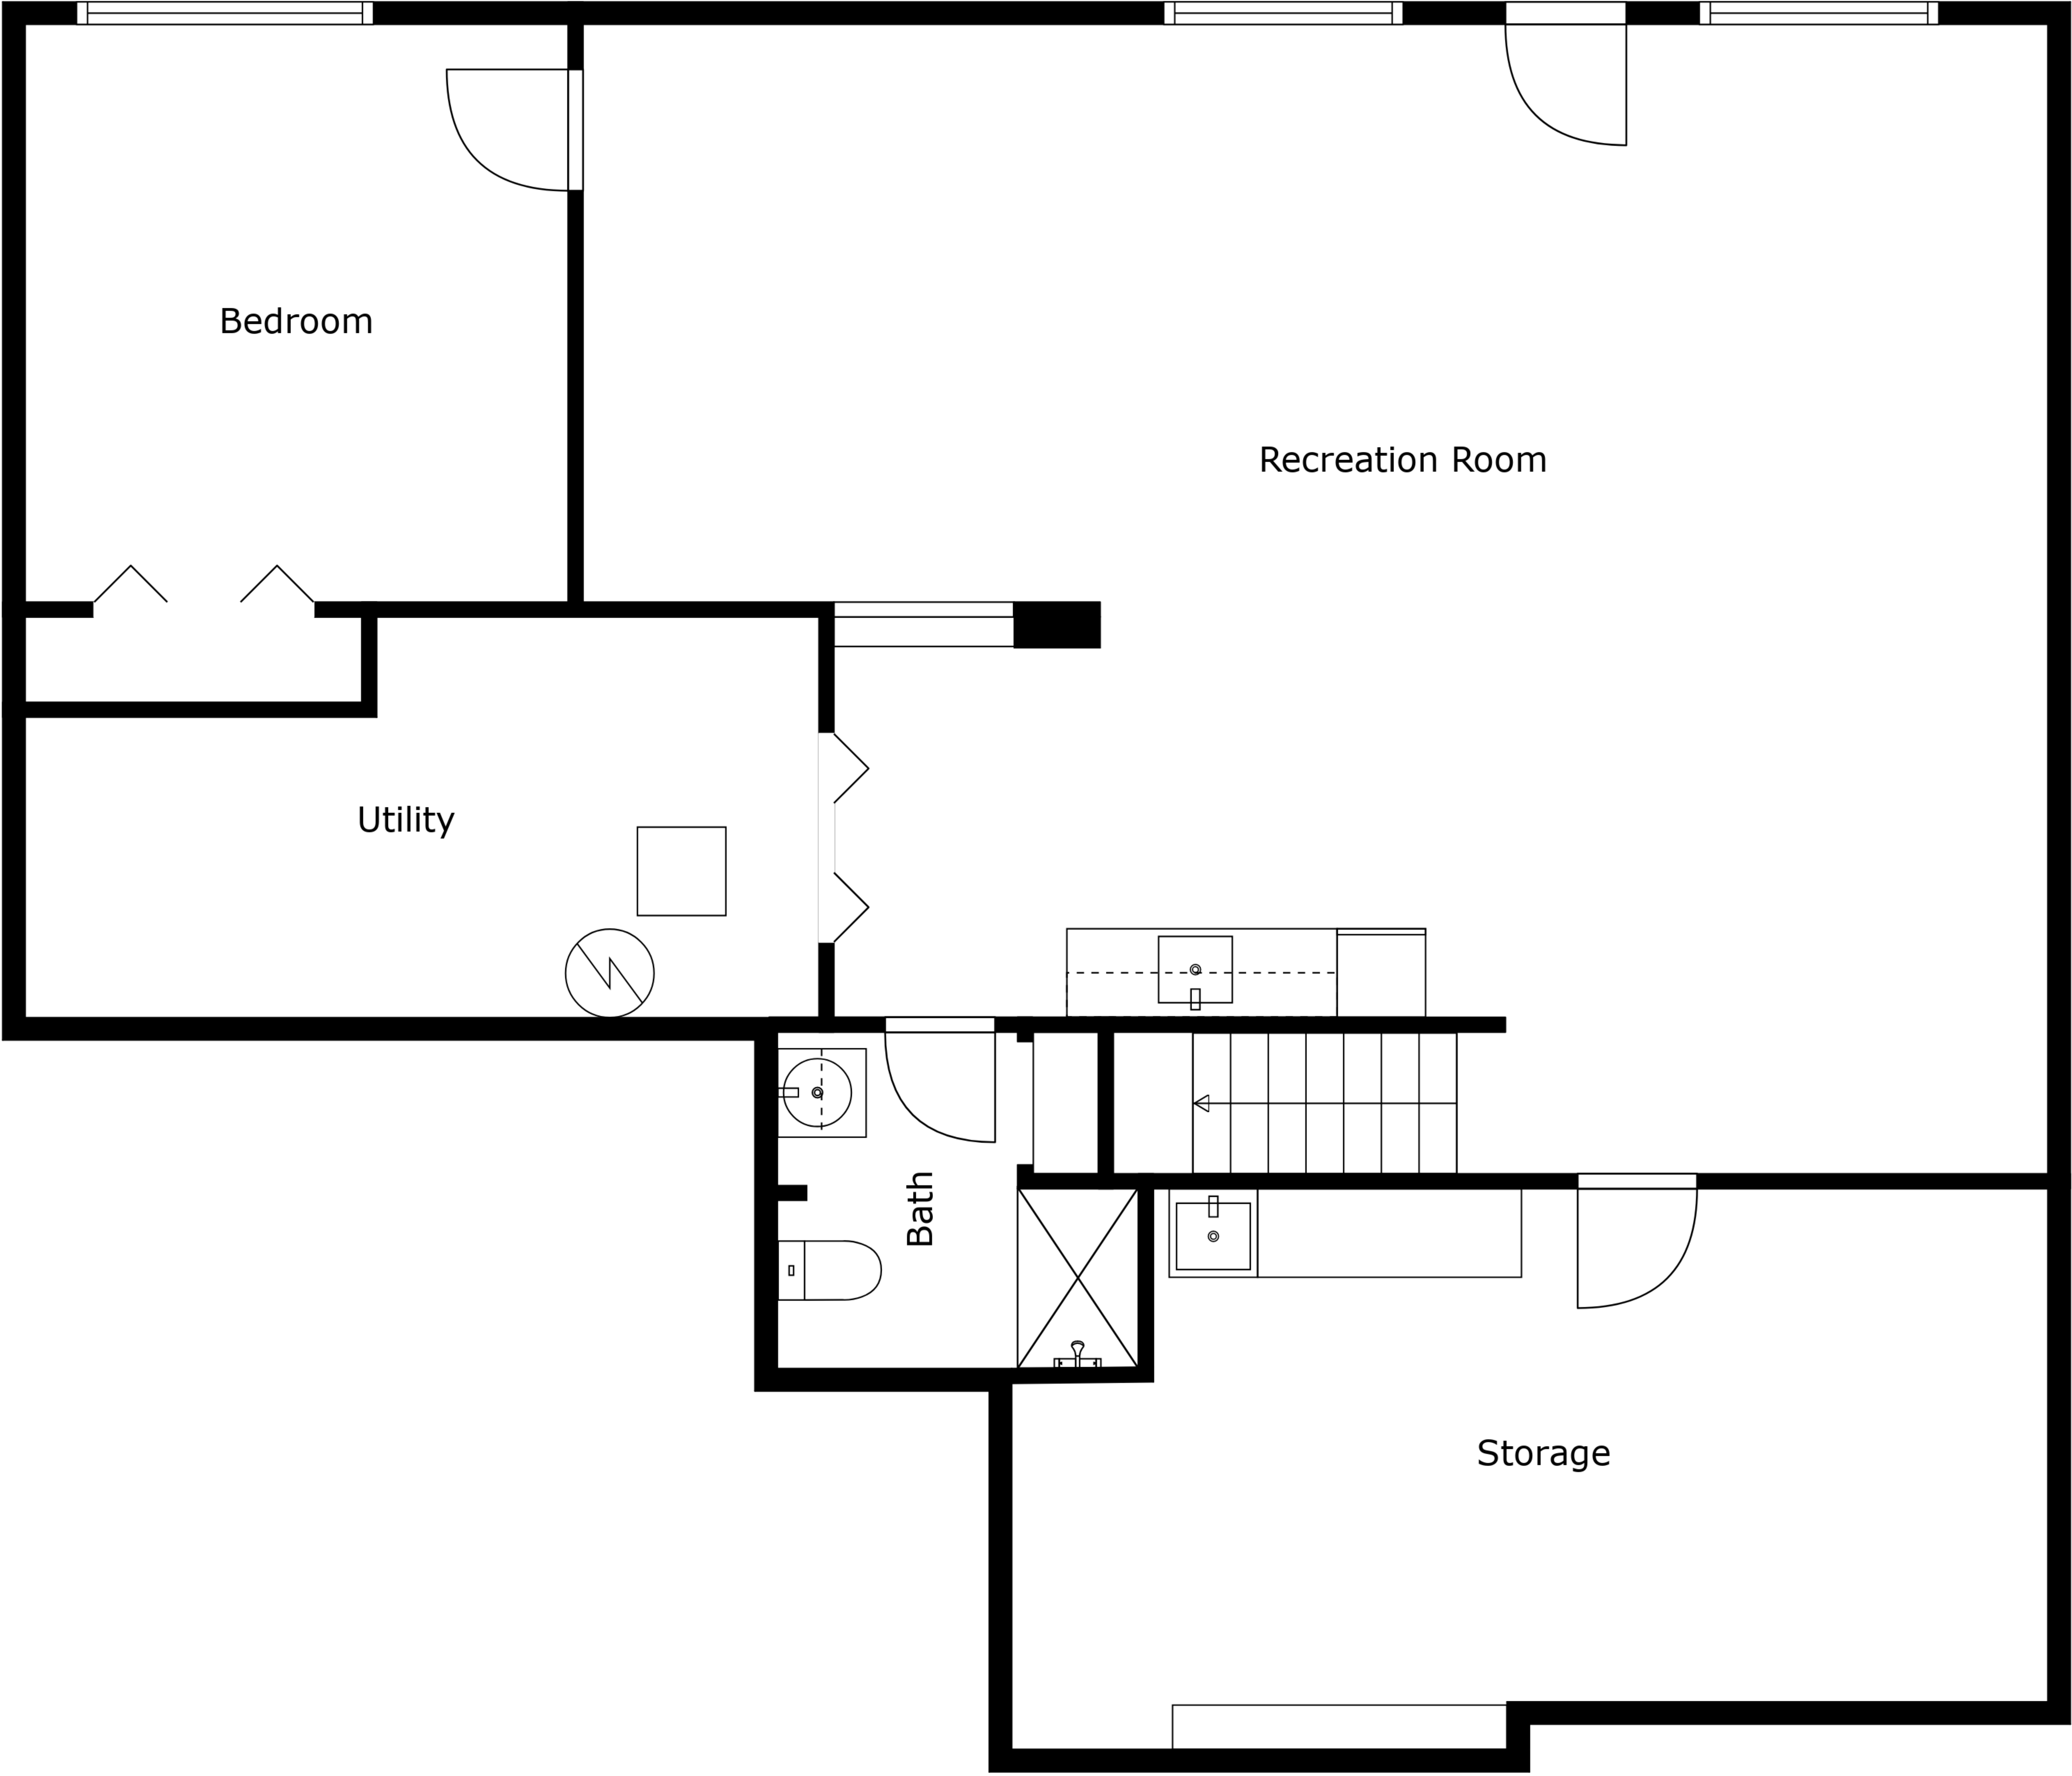 Bedroom
Recreation Room
Utility
Bath
Storage